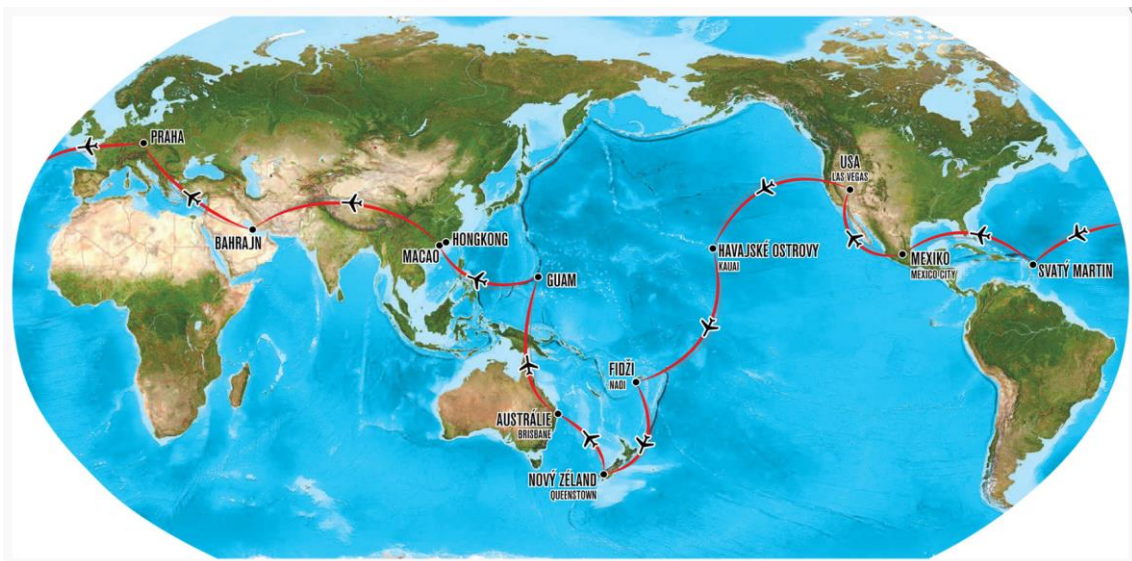 PRAHA
BAHRAJN
MACAO
HONGKONG
GUAM
AUSTRÁLIE
BRISBANE
NOVÝ ZÉLAND
QUEENSTOWN
FIDŽI
NADI
HAVAJSKÉ OSTROVY
KAUAI
USA
LAS VEGAS
MEXIKO
MEXICO CITY
SVATÝ MARTIN